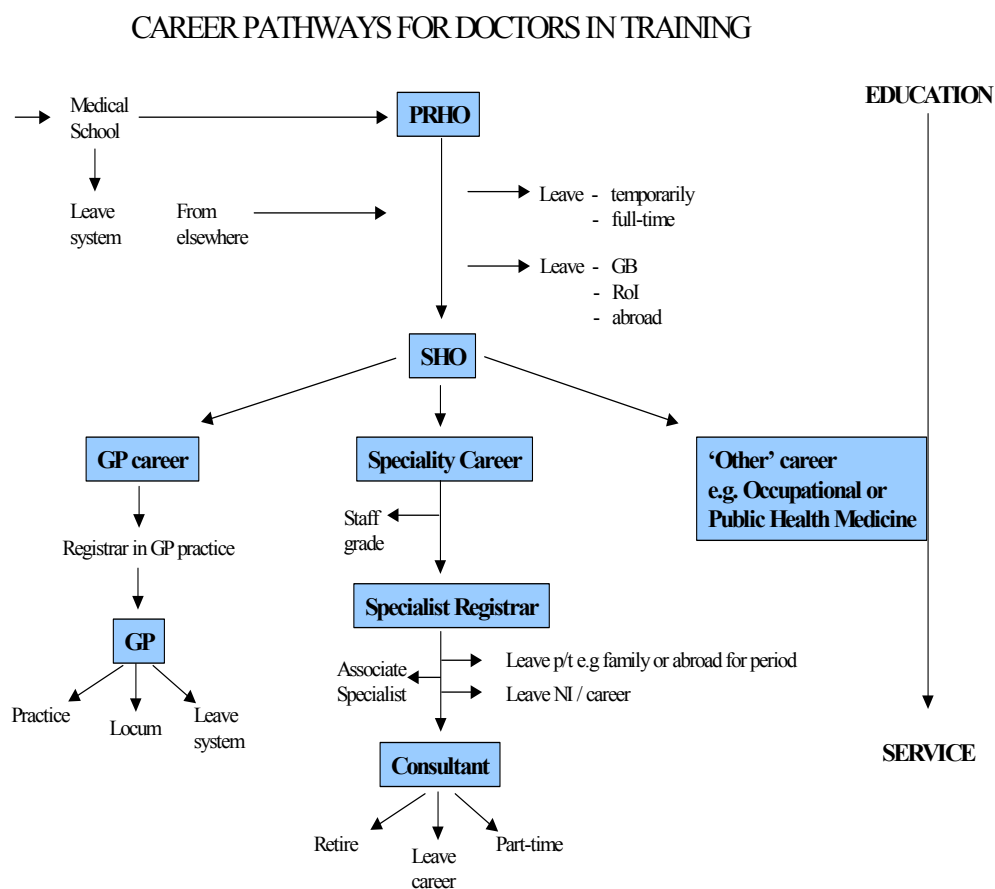 CAREER PATHWAYS FOR DOCTORS IN TRAINING
EDUCATION
Medical
School
PRHO
Leave
system
From
elsewhere
Leave - temporarily
- full-time
Leave - GB
- RoI
- abroad
SHO
GP career
Speciality Career
‘Other’ career
e.g. Occupational or
Public Health Medicine
Staff
grade
Registrar in GP practice
Specialist Registrar
GP
Associate
Specialist
Leave p/t e.g family or abroad for period
Leave NI / career
Practice
Locum
Leave
system
Consultant
SERVICE
Retire
Leave
career
Part-time